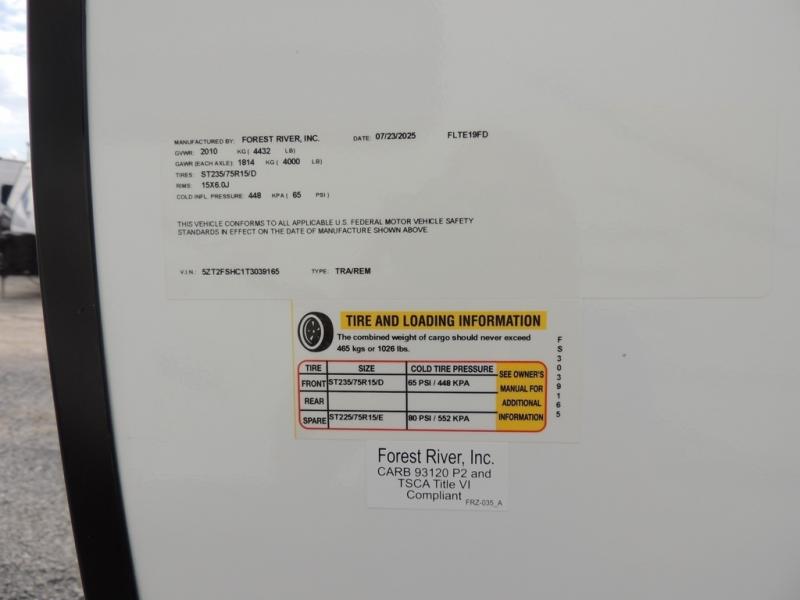 MANUFACTURED BY: FOREST RIVER, INC. DATE: 07/23/2025 FLTE19FD
GVWR: 2010 KG ( 4432 LB)
GAWR (EACH AXLE): 1814 KG ( 4000 LB)
TIRES: ST235/75R15/D
RIMS: 15X6.0J
COLD INFL. PRESSURE: 448 KPA ( 65 PSI )
THIS VEHICLE CONFORMS TO ALL APPLICABLE U.S. FEDERAL MOTOR VEHICLE SAFETY
STANDARDS IN EFFECT ON THE DATE OF MANUFACTURE SHOWN ABOVE.
V.I.N.: 5ZT2FSHC1T3039165 TYPE: TRA/REM
TIRE AND LOADING INFORMATION
The combined weight of cargo should never exceed
465 kgs or 1026 lbs.
TIRE SIZE COLD TIRE PRESSURE
FRONT ST235/75R15/D 65 PSI / 448 KPA
REAR
SPARE ST225/75R15/E 80 PSI / 552 KPA
SEE OWNER'S
MANUAL FOR
ADDITIONAL
INFORMATION
FS3039165
Forest River, Inc.
CARB 93120 P2 and
TSCA Title VI
Compliant
FRZ-035_A